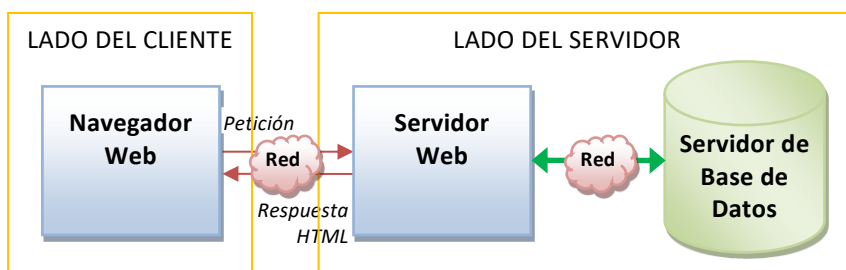 LADO DEL CLIENTE
LADO DEL SERVIDOR
Navegador
Web
Petición
Red
Respuesta
HTML
Servidor
Web
Red
Servidor de
Base de
Datos